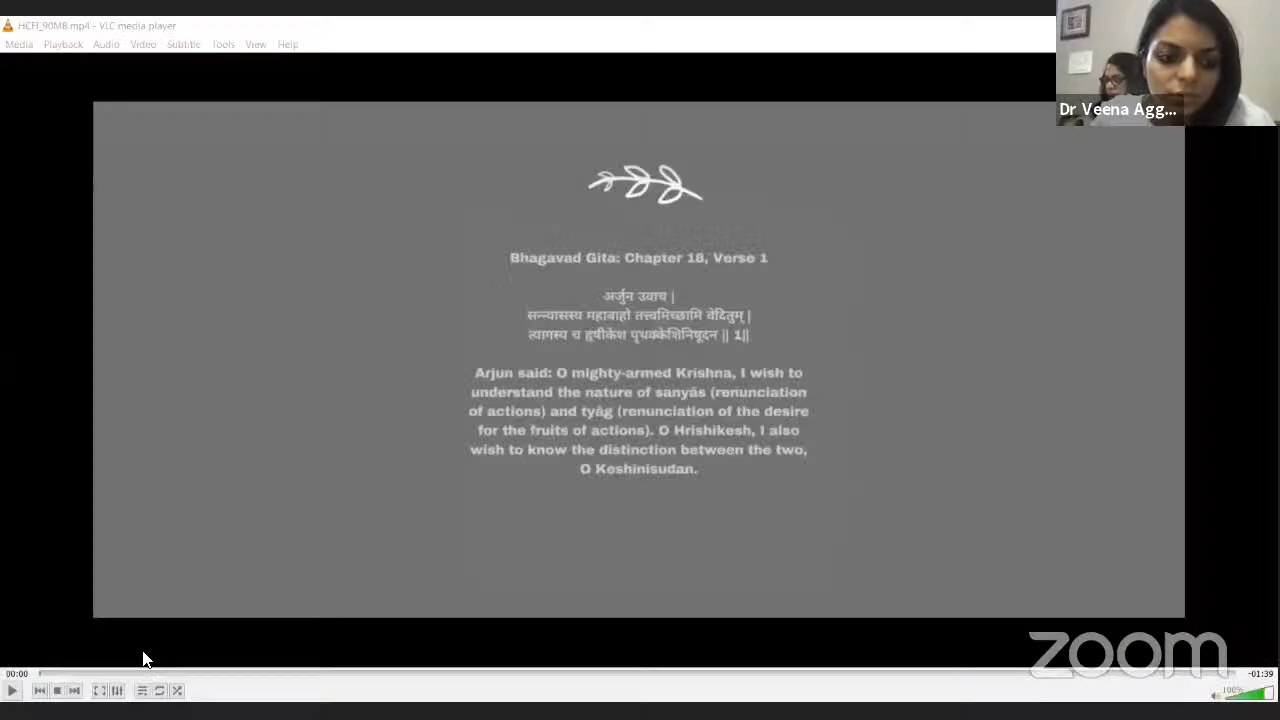 HCFI_90MB.mp4 - VLC media player
Media Playback Audio Video Subtitle Tools View Help
Dr Veena Agg...
Bhagavad Gita: Chapter 18, Verse 1
अर्जुन उवाच |
सन्न्यासस्य महाबाहो तत्त्वमिच्छामि वेदितुम् |
त्यागस्य च हृषीकेश पृथक्केशिनिषूदन || 1||
Arjun said: O mighty-armed Krishna, I wish to
understand the nature of sanyās (renunciation
of actions) and tyāg (renunciation of the desire
for the fruits of actions). O Hrishikesh, I also
wish to know the distinction between the two,
O Keshinisudan.
zoom
00:00
-01:39
100%